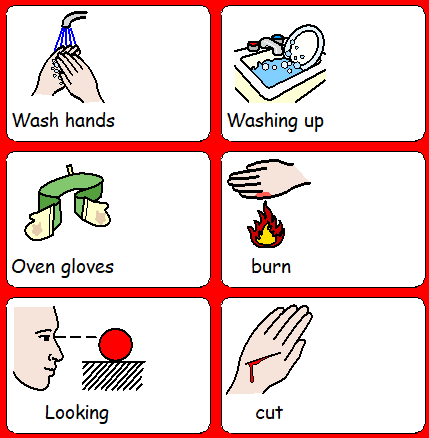 Wash hands
Washing up
Oven gloves
burn
Looking
cut